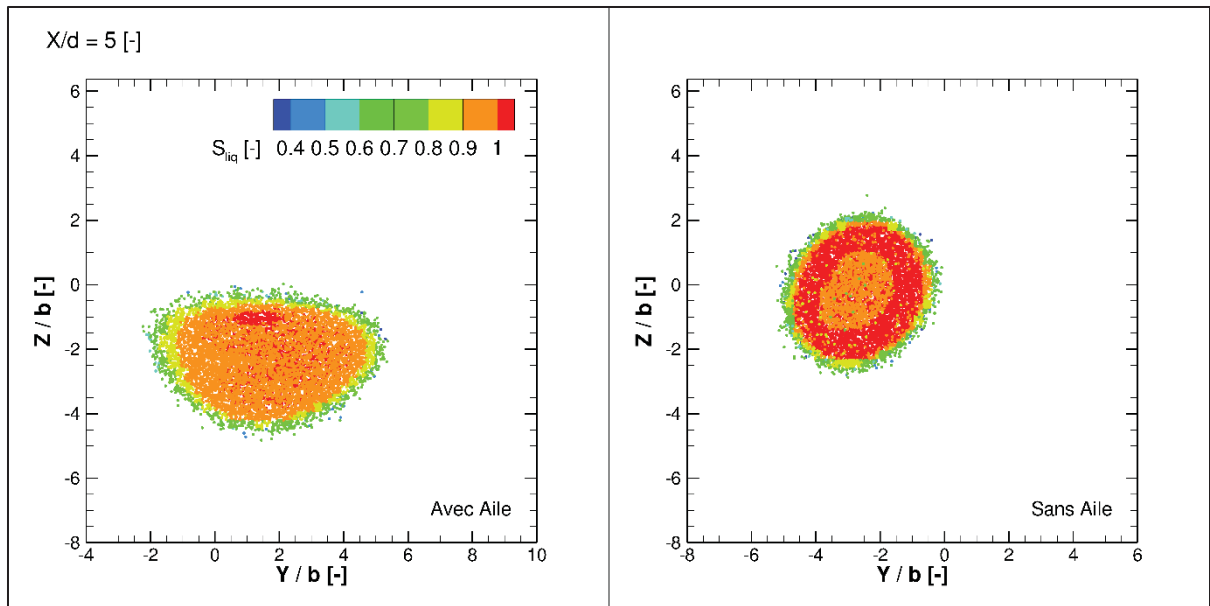 X/d = 5 [-]
6
4
2
0
-2
-4
-6
-8
Z / b [-]
S_liq [-] 0.4 0.5 0.6 0.7 0.8 0.9 1
Avec Aile
-4 -2 0 2 4 6 8 10
Y / b [-]
6
4
2
0
-2
-4
-6
-8
Z / b [-]
Sans Aile
-8 -6 -4 -2 0 2 4 6
Y / b [-]